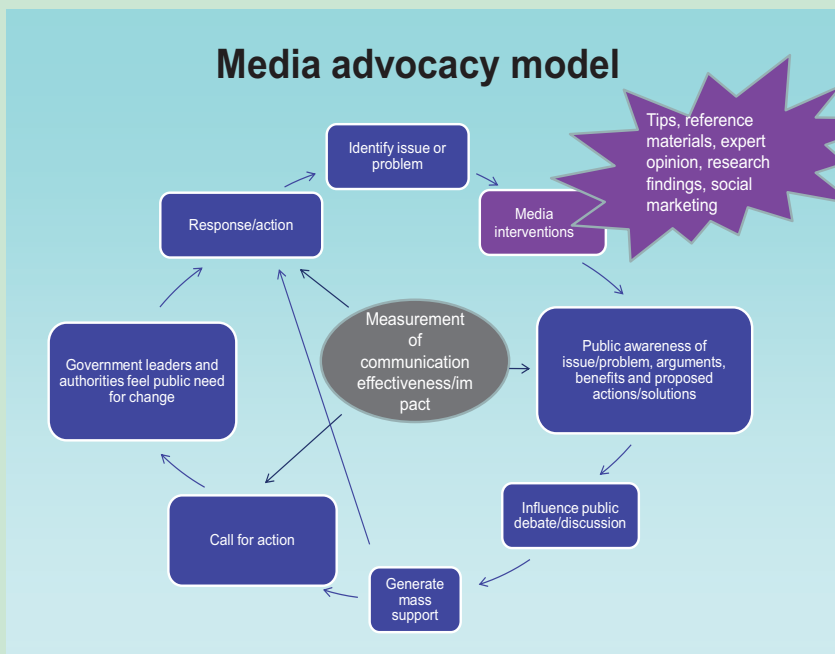 Media advocacy model
Tips, reference
materials, expert
opinion, research
findings, social
marketing
Identify issue or
problem
Media
interventions
Response/action
Measurement
of
communication
effectiveness/im
pact
Public awareness of
issue/problem, arguments,
benefits and proposed
actions/solutions
Government leaders and
authorities feel public need
for change
Influence public
debate/discussion
Call for action
Generate
mass
support